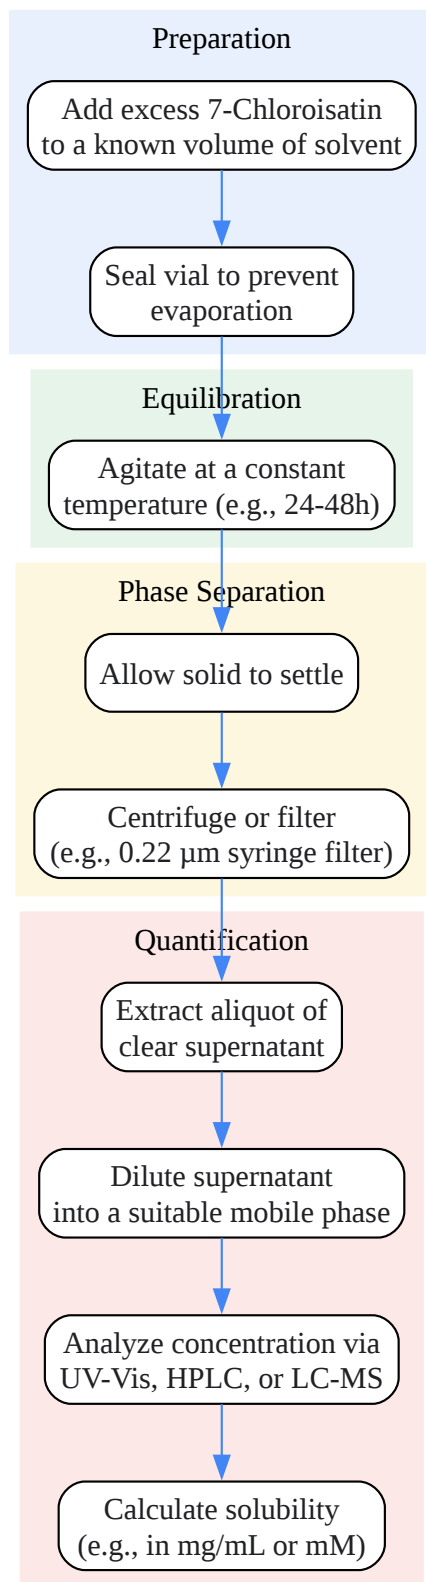 Preparation
Add excess 7-Chloroisatin
to a known volume of solvent
Seal vial to prevent
evaporation
Equilibration
Agitate at a constant
temperature (e.g., 24-48h)
Phase Separation
Allow solid to settle
Centrifuge or filter
(e.g., 0.22 µm syringe filter)
Quantification
Extract aliquot of
clear supernatant
Dilute supernatant
into a suitable mobile phase
Analyze concentration via
UV-Vis, HPLC, or LC-MS
Calculate solubility
(e.g., in mg/mL or mM)